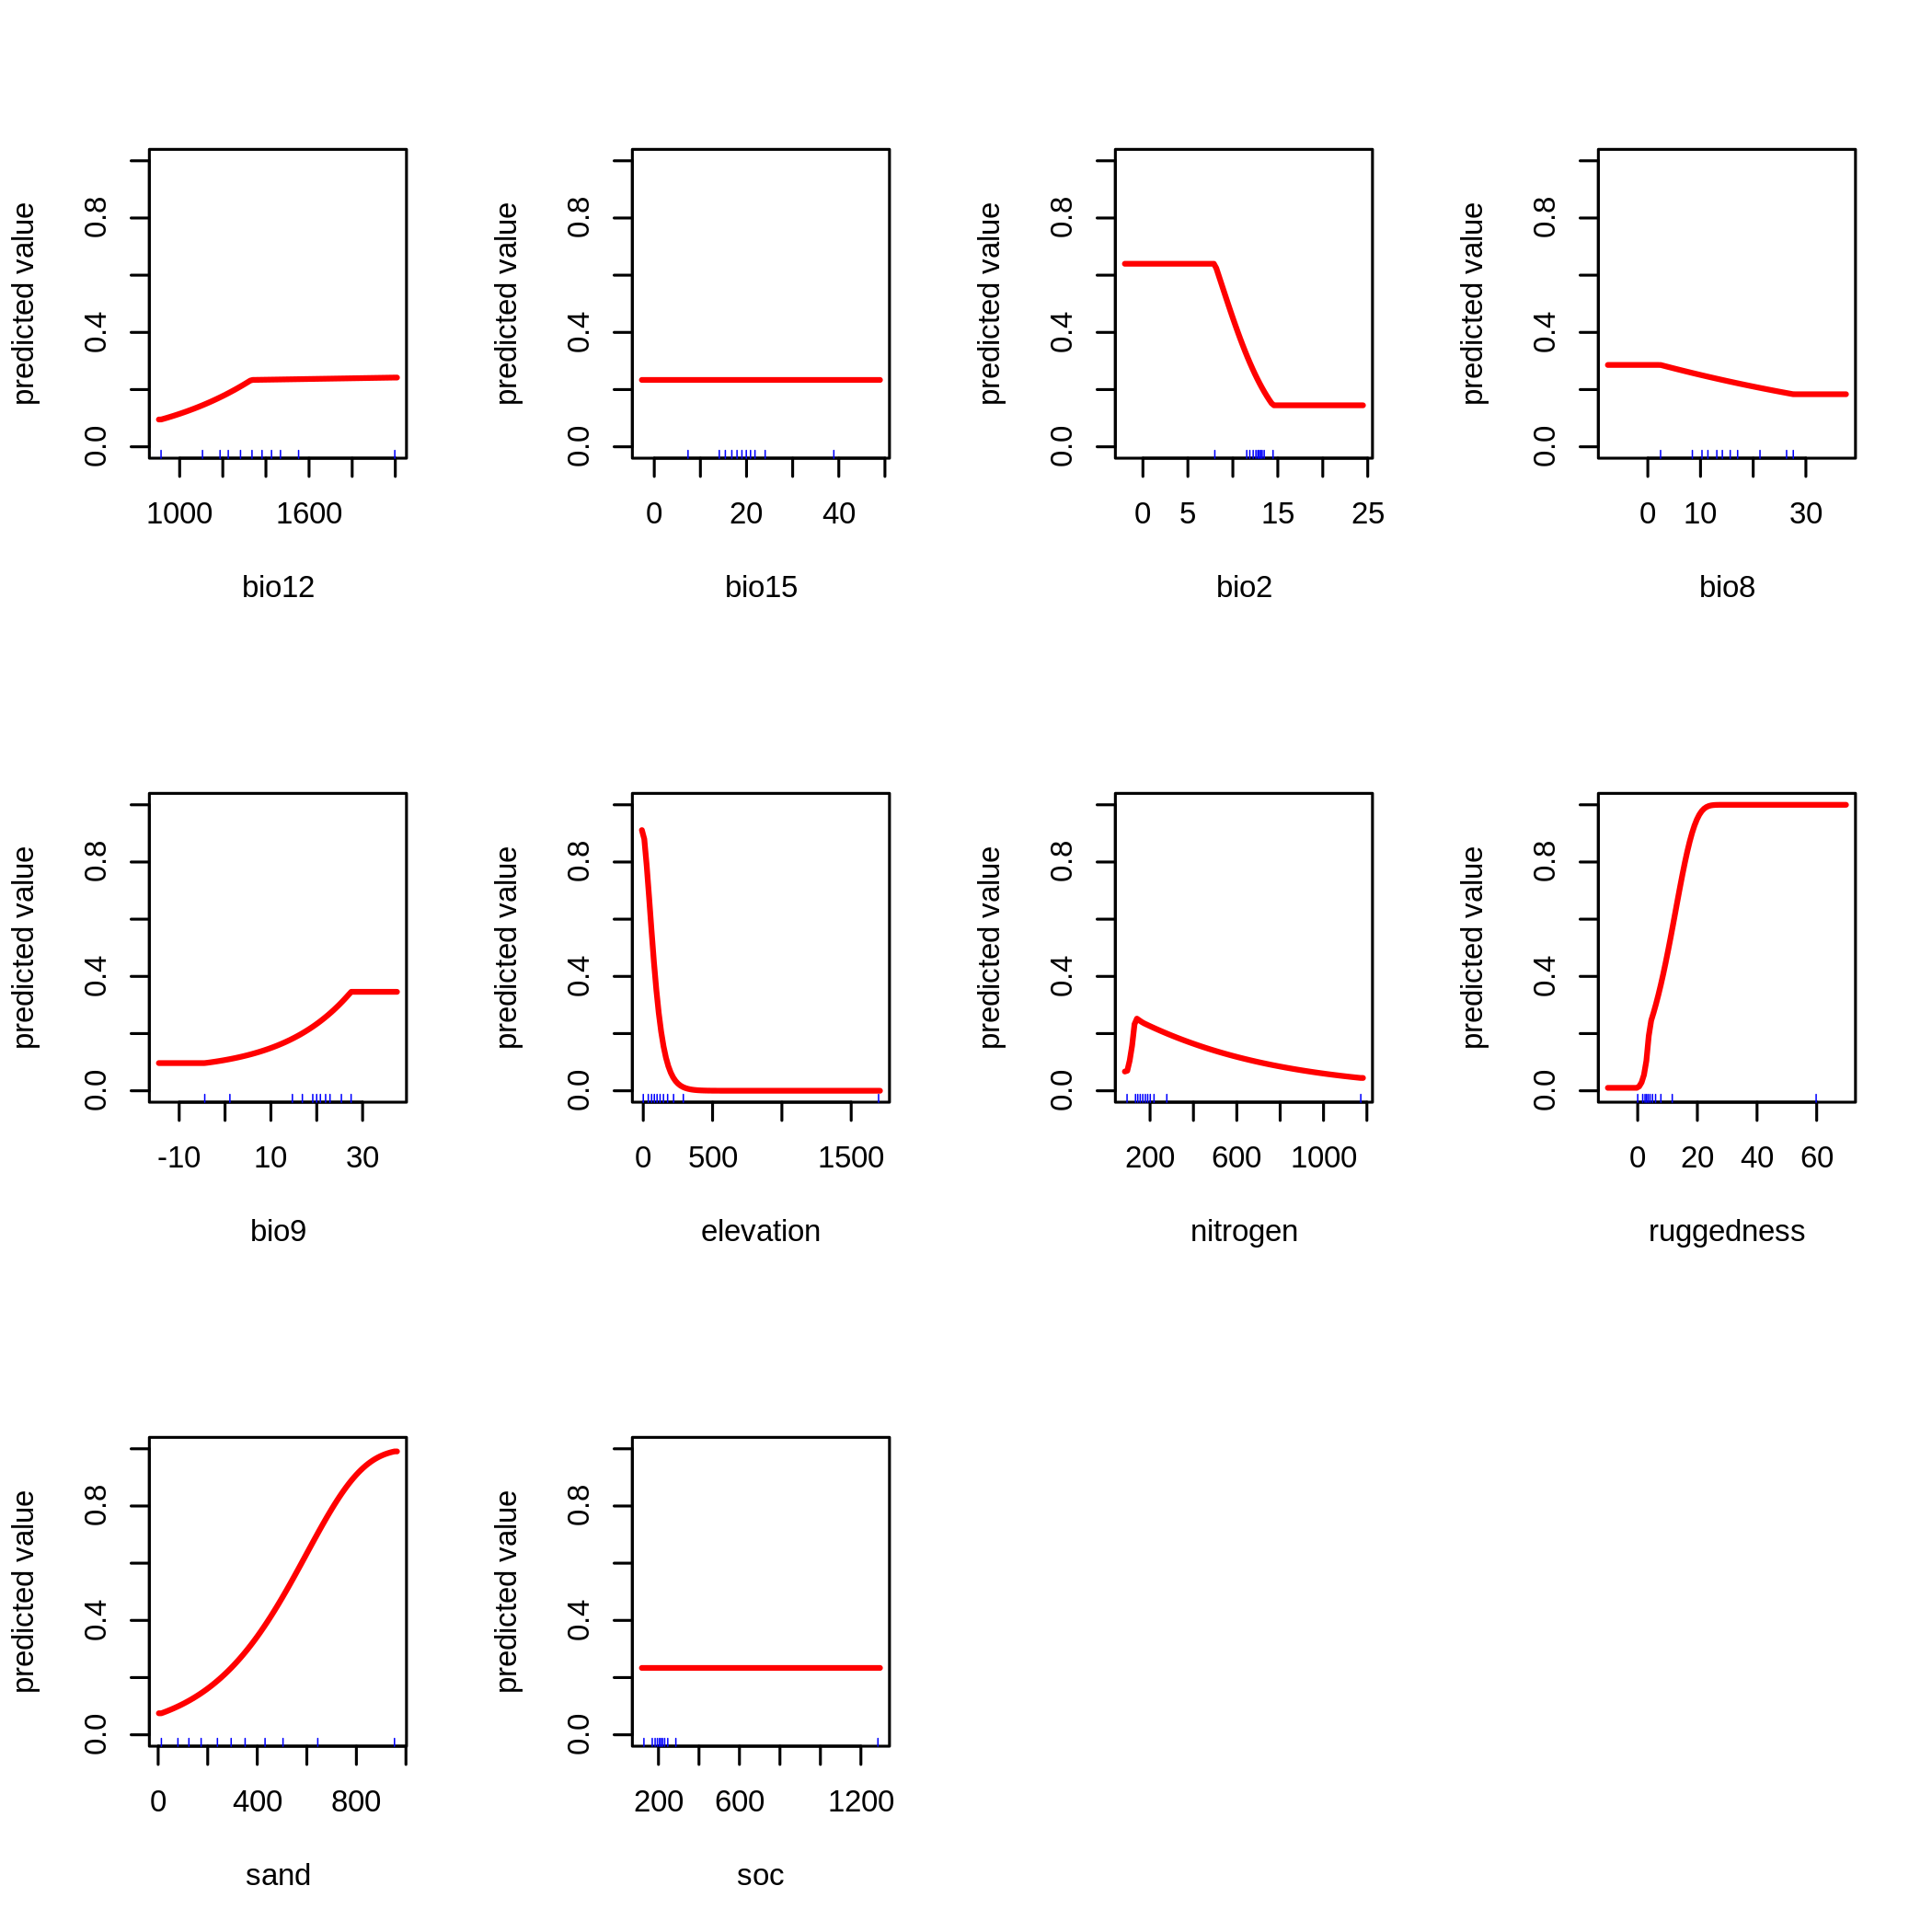 predicted value
0.0 0.4 0.8
1000 1600
bio12
predicted value
0.0 0.4 0.8
0 20 40
bio15
predicted value
0.0 0.4 0.8
0 5 15 25
bio2
predicted value
0.0 0.4 0.8
0 10 30
bio8
predicted value
0.0 0.4 0.8
-10 10 30
bio9
predicted value
0.0 0.4 0.8
0 500 1500
elevation
predicted value
0.0 0.4 0.8
200 600 1000
nitrogen
predicted value
0.0 0.4 0.8
0 20 40 60
ruggedness
predicted value
0.0 0.4 0.8
0 400 800
sand
predicted value
0.0 0.4 0.8
200 600 1200
soc